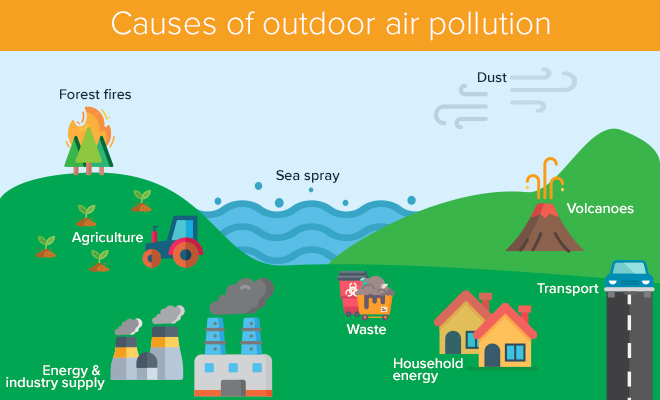 Causes of outdoor air pollution
Dust
Forest fires
Sea spray
Volcanoes
Agriculture
Transport
Waste
Household
energy
Energy &
industry supply